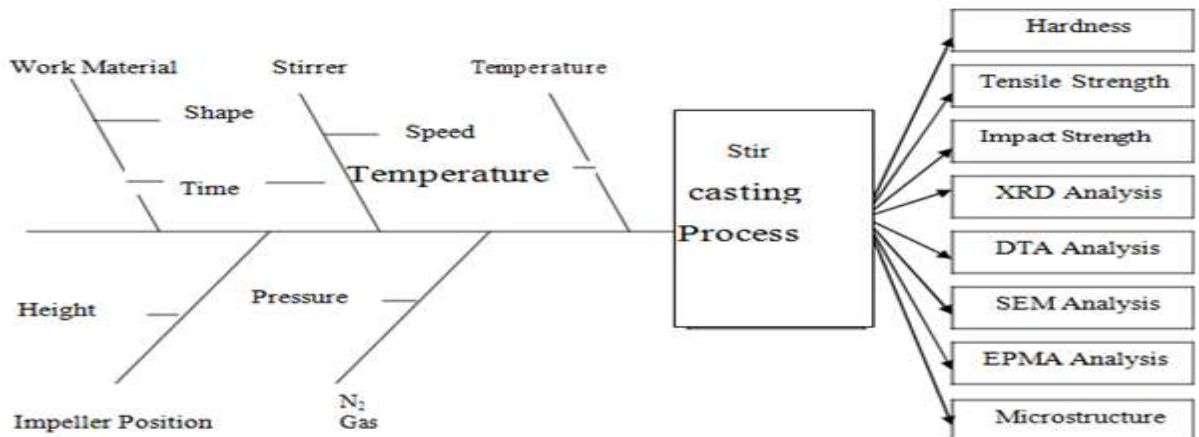 Work Material
Stirrer
Temperature
Shape
Speed
Time
Temperature
Height
Pressure
Impeller Position
N₂
Gas
Stir
casting
Process
Hardness
Tensile Strength
Impact Strength
XRD Analysis
DTA Analysis
SEM Analysis
EPMA Analysis
Microstructure